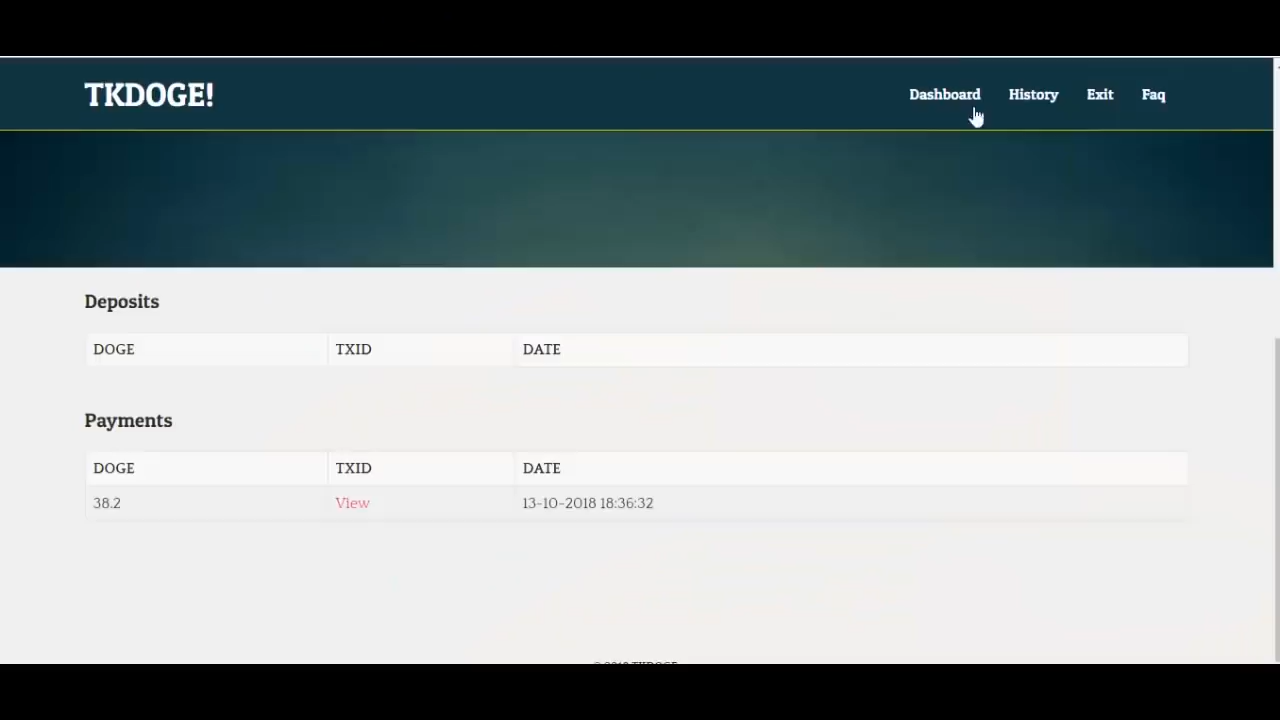 TKDOGE!
Dashboard History Exit Faq
Deposits
DOGE TXID DATE
Payments
DOGE TXID DATE
38.2 View 13-10-2018 18:36:32